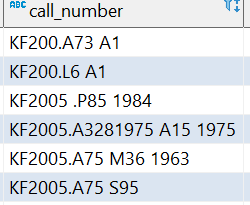 ABC call_number
KF200.A73 A1
KF200.L6 A1
KF2005 .P85 1984
KF2005.A3281975 A15 1975
KF2005.A75 M36 1963
KF2005.A75 S95